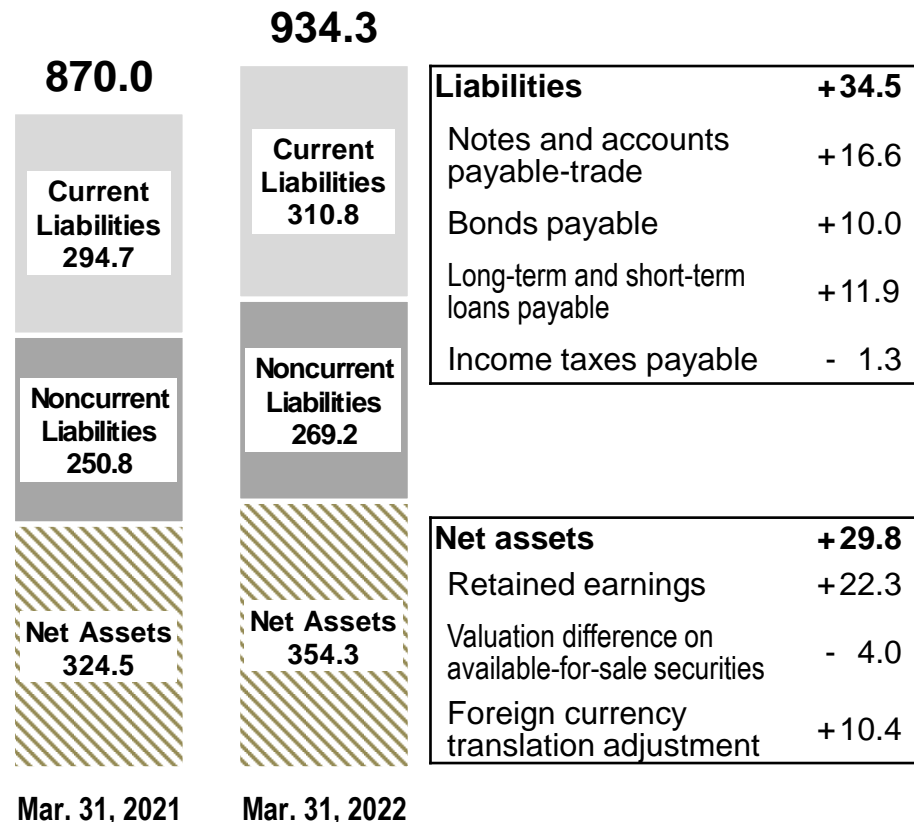 870.0
Current
Liabilities
294.7
Noncurrent
Liabilities
250.8
Net Assets
324.5
Mar. 31, 2021
934.3
Current
Liabilities
310.8
Noncurrent
Liabilities
269.2
Net Assets
354.3
Mar. 31, 2022
Liabilities +34.5
Notes and accounts
payable-trade +16.6
Bonds payable +10.0
Long-term and short-term
loans payable +11.9
Income taxes payable - 1.3
Net assets +29.8
Retained earnings +22.3
Valuation difference on
available-for-sale securities - 4.0
Foreign currency
translation adjustment +10.4